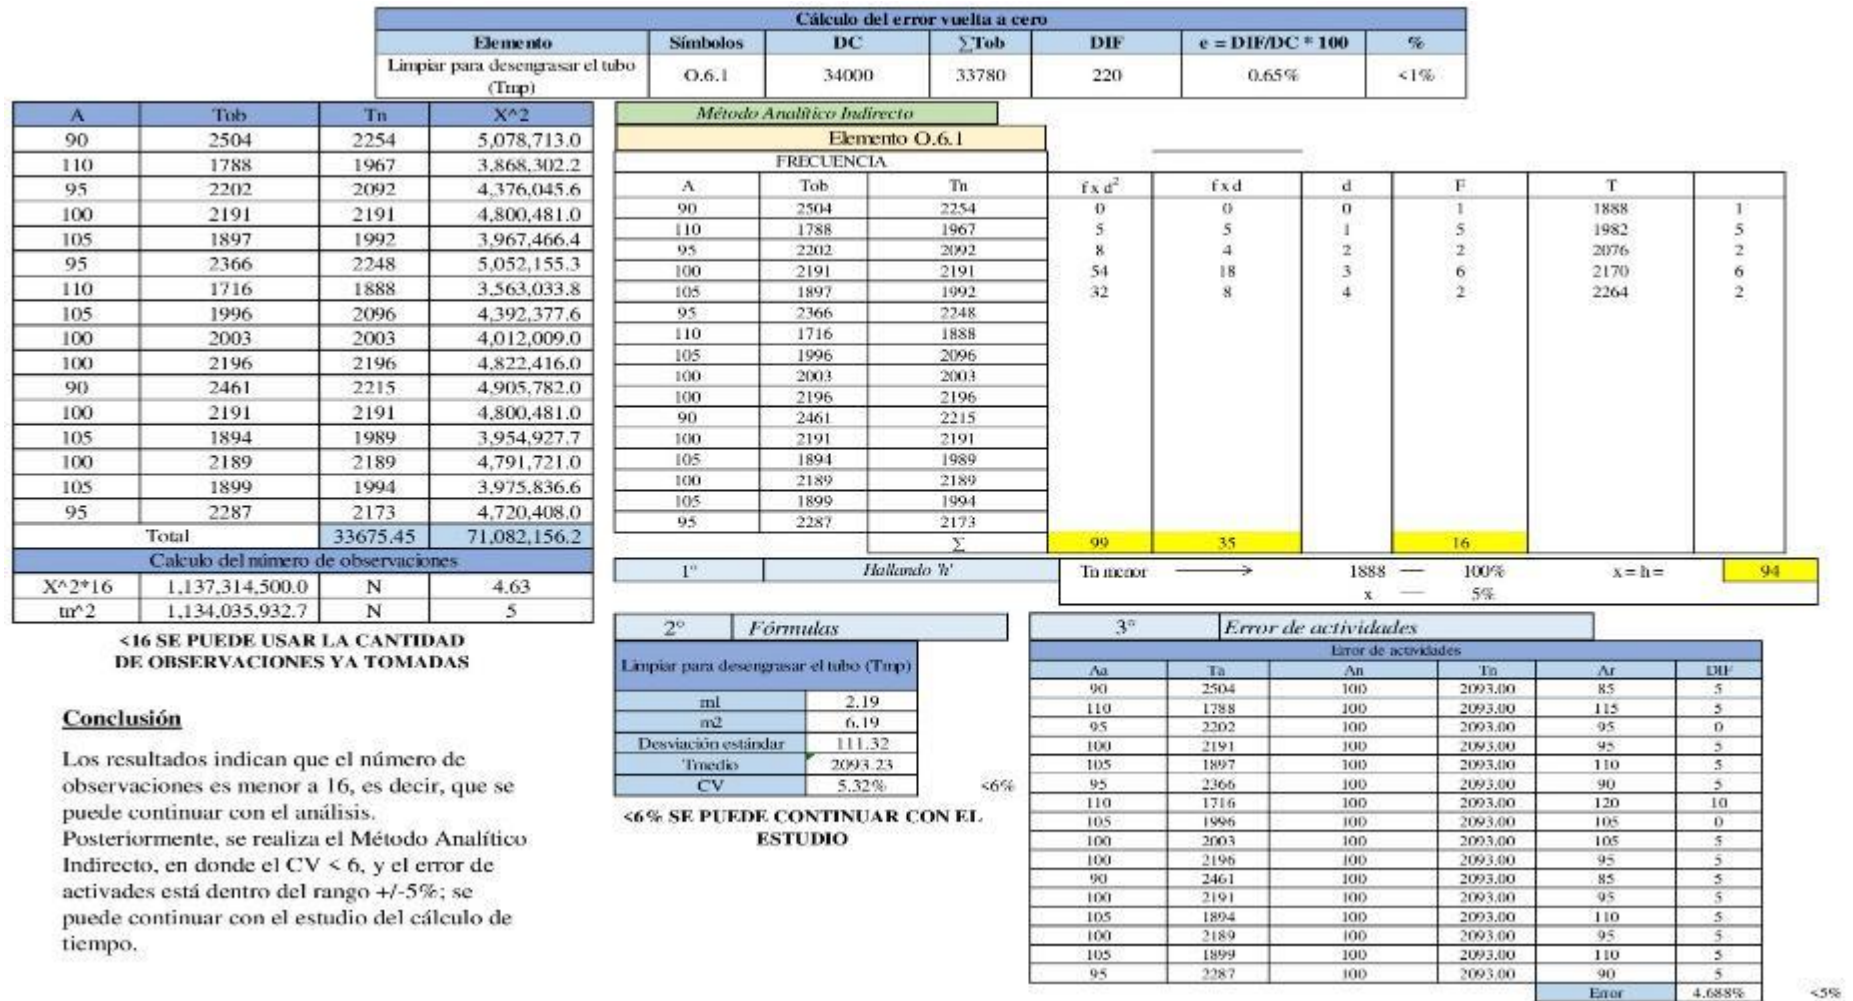 Cálculo del error vuelta a cero
Elemento Símbolos DC ∑Tob DIF e = DIF/DC * 100 %
Limpiar para desengrasar el tubo (Tmp) O.6.1 34000 33780 220 0.65% <1%
A Tob Tn X^2
90 2504 2254 5,078,713.0
110 1788 1967 3,868,302.2
95 2202 2092 4,376,045.6
100 2191 2191 4,800,481.0
105 1897 1992 3,967,466.4
95 2366 2248 5,052,155.3
110 1716 1888 3,563,033.8
105 1996 2096 4,392,377.6
100 2003 2003 4,012,009.0
100 2196 2196 4,822,416.0
90 2461 2215 4,905,782.0
100 2191 2191 4,800,481.0
105 1894 1989 3,954,927.7
100 2189 2189 4,791,721.0
105 1899 1994 3,975,836.6
95 2287 2173 4,720,408.0
Total 33675.45 71,082,156.2
Calculo del número de observaciones
X^2*16 1,137,314,500.0 N 4.63
tn^2 1,134,035,932.7 N 5
<16 SE PUEDE USAR LA CANTIDAD
DE OBSERVACIONES YA TOMADAS
Conclusión
Los resultados indican que el número de
observaciones es menor a 16, es decir, que se
puede continuar con el análisis.
Posteriormente, se realiza el Método Analítico
Indirecto, en donde el CV < 6, y el error de
activades está dentro del rango +/-5%; se
puede continuar con el estudio del cálculo de
tiempo.
Método Analítico Indirecto
Elemento O.6.1
FRECUENCIA
A Tob Tn f x d² f x d d F T
90 2504 2254 0 0 0 1 1888 1
110 1788 1967 5 5 1 5 1982 5
95 2202 2092 8 4 2 2 2076 2
100 2191 2191 54 18 3 6 2170 6
105 1897 1992 32 8 4 2 2264 2
95 2366 2248
110 1716 1888
105 1996 2096
100 2003 2003
100 2196 2196
90 2461 2215
100 2191 2191
105 1894 1989
100 2189 2189
105 1899 1994
95 2287 2173
∑ 99 35 16
1° Hallando 'h' Tn menor → 1888 — 100% x = h = 94
x — 5%
2° Fórmulas
Limpiar para desengrasar el tubo (Tmp)
m1 2.19
m2 6.19
Desviación estándar 111.32
Tmedio 2093.23
CV 5.32% <6%
<6% SE PUEDE CONTINUAR CON EL
ESTUDIO
3° Error de actividades
Error de actividades
Aa Ta An Tn Ar DIF
90 2504 100 2093.00 85 5
110 1788 100 2093.00 115 5
95 2202 100 2093.00 95 0
100 2191 100 2093.00 95 5
105 1897 100 2093.00 110 5
95 2366 100 2093.00 90 5
110 1716 100 2093.00 120 10
105 1996 100 2093.00 105 0
100 2003 100 2093.00 105 5
100 2196 100 2093.00 95 5
90 2461 100 2093.00 85 5
100 2191 100 2093.00 95 5
105 1894 100 2093.00 110 5
100 2189 100 2093.00 95 5
105 1899 100 2093.00 110 5
95 2287 100 2093.00 90 5
Error 4.688% <5%